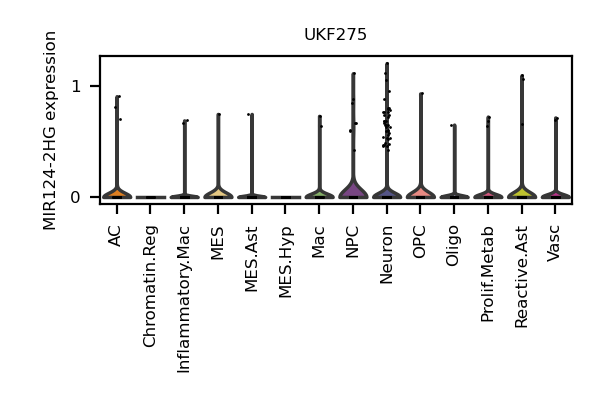 UKF275
MIR124-2HG expression
1
0
AC
Chromatin.Reg
Inflammatory.Mac
MES
MES.Ast
MES.Hyp
Mac
NPC
Neuron
OPC
Oligo
Prolif.Metab
Reactive.Ast
Vasc